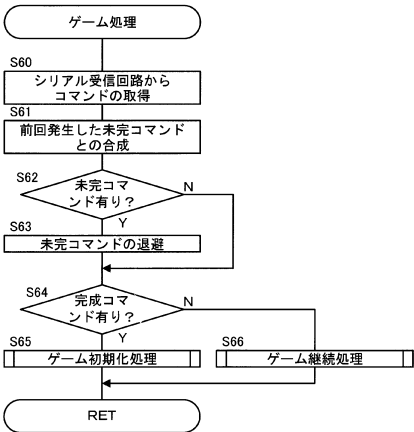 ゲーム処理
S60
シリアル受信回路から
コマンドの取得
S61
前回発生した未完コマンド
との合成
S62
未完コマ
ンド有り？
N
Y
S63
未完コマンドの退避
S64
完成コマ
ンド有り？
N
Y
S65
ゲーム初期化処理
S66
ゲーム継続処理
RET